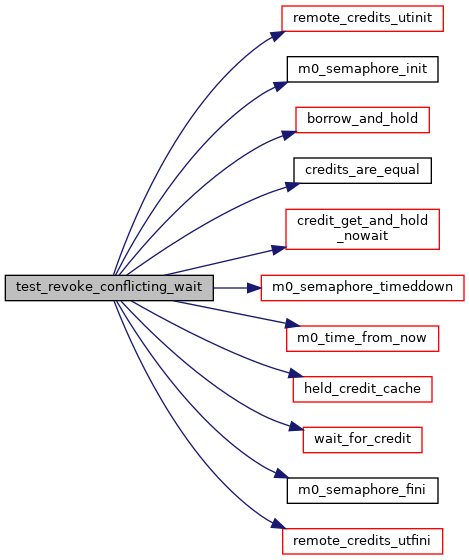 remote_credits_utinit
m0_semaphore_init
borrow_and_hold
credits_are_equal
credit_get_and_hold
_nowait
test_revoke_conflicting_wait
m0_semaphore_timeddown
m0_time_from_now
held_credit_cache
wait_for_credit
m0_semaphore_fini
remote_credits_utfini